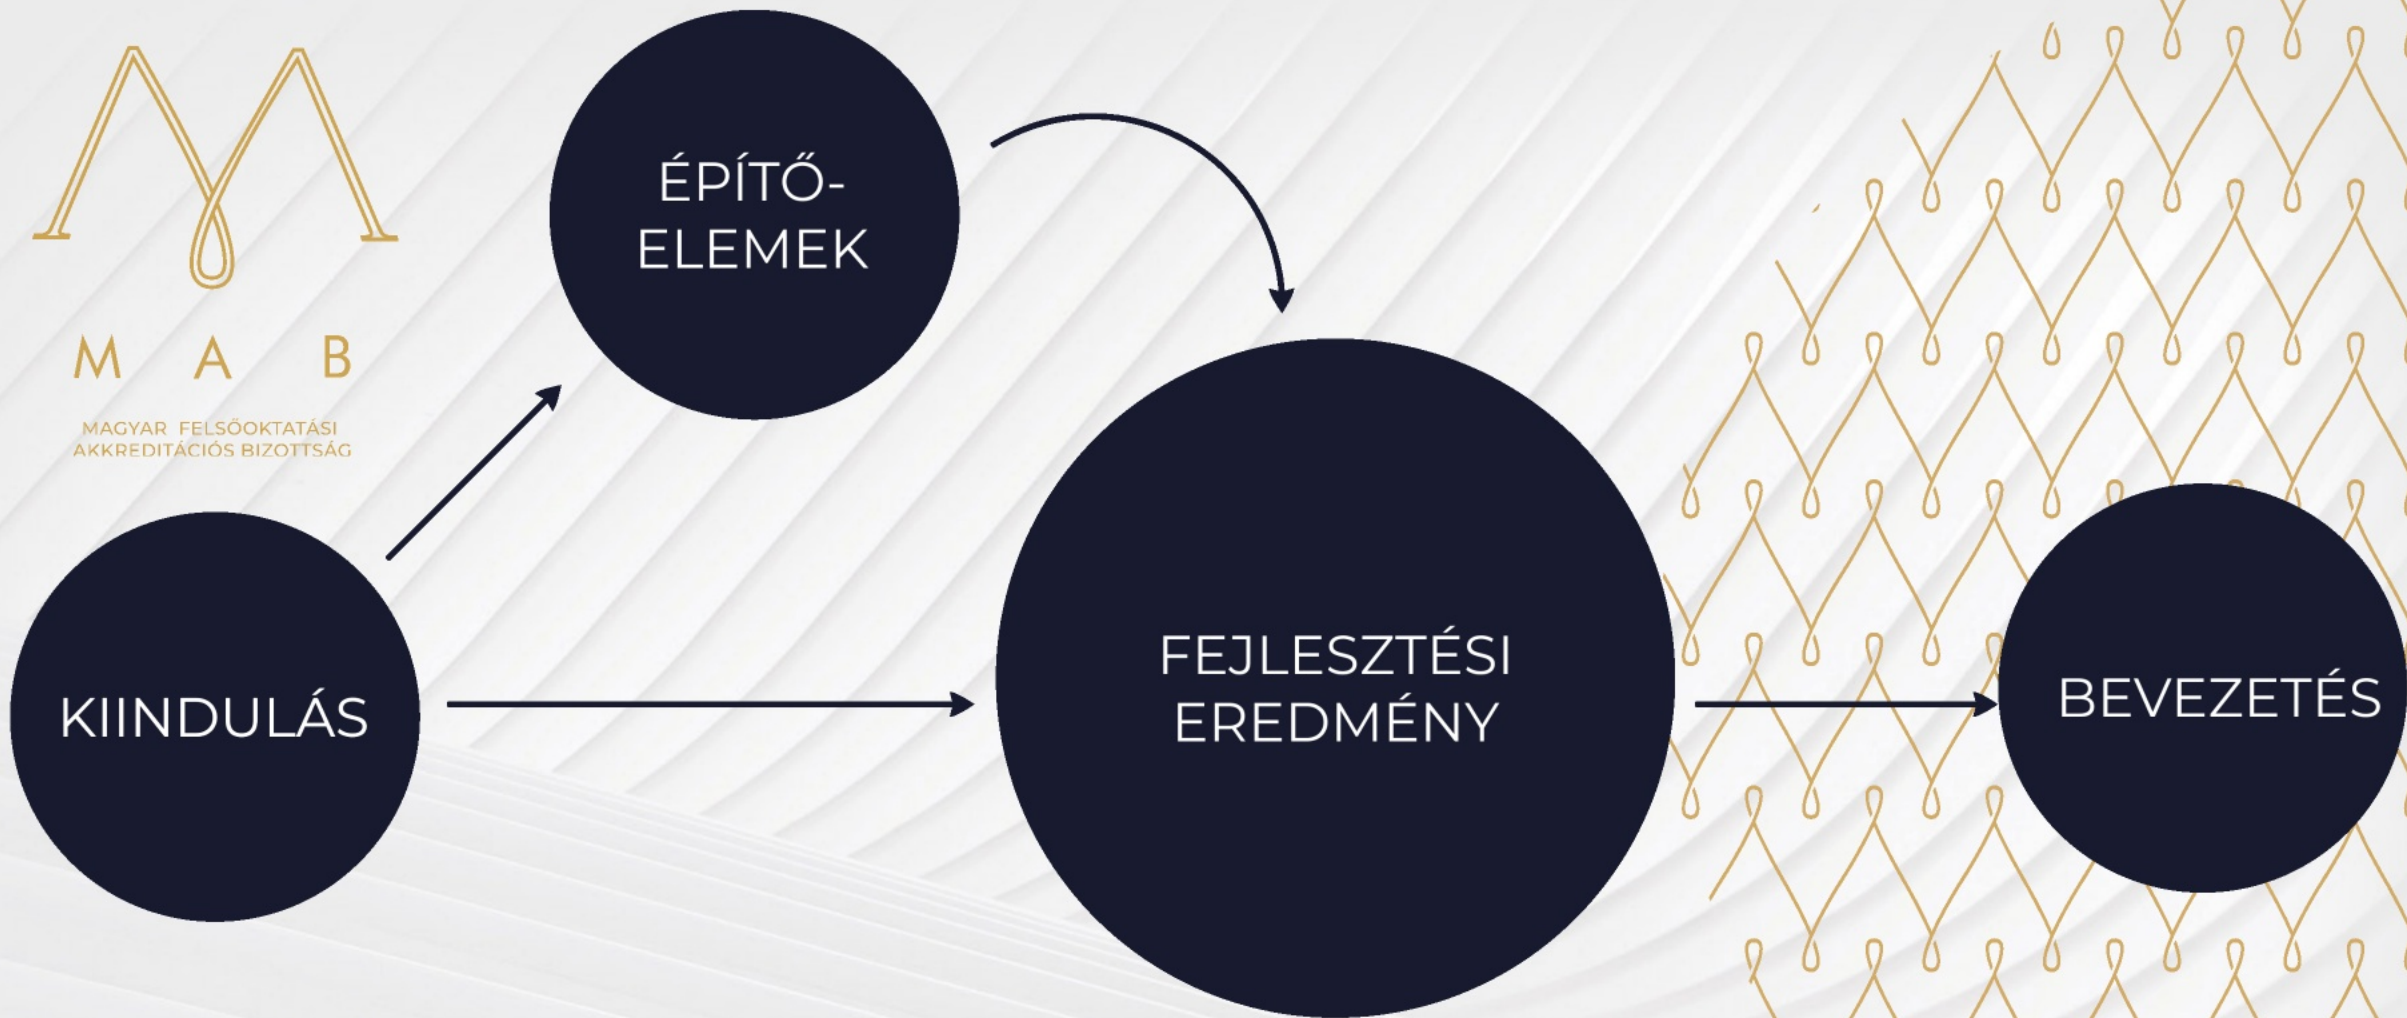 M A B
MAGYAR FELSŐOKTATÁSI
AKKREDITÁCIÓS BIZOTTSÁG
ÉPÍTŐ-
ELEMEK
KIINDULÁS
FEJLESZTÉSI
EREDMÉNY
BEVEZETÉS